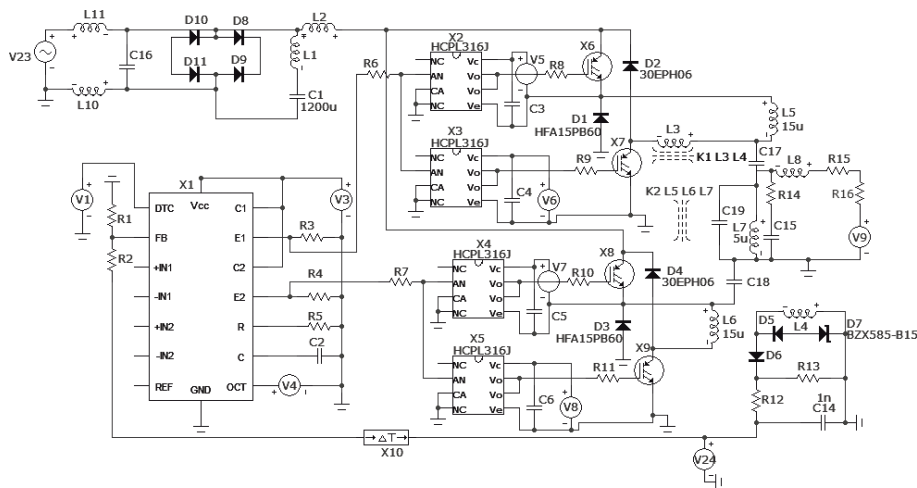 L11
V23
L10
C16
D10
D8
D11
D9
L2
L1
C1
1200u
X2
HCPL316J
NC
AN
CA
NC
Vc
Vo
Vo
Ve
R6
V5
C3
R8
X6
D2
30EPH06
D1
HFA15PB60
X7
L3
L5
15u
C17
K1 L3 L4
K2 L5 L6 L7
L8
R15
R14
R16
C19
L7
5u
C15
V9
C18
X3
HCPL316J
NC
AN
CA
NC
Vc
Vo
Vo
Ve
C4
V6
R9
V1
R1
R2
X1
Vcc
DTC
FB
+IN1
-IN1
+IN2
-IN2
REF
GND
C1
E1
C2
E2
R
C
OCT
V3
R3
R4
R5
C2
V4
R7
X4
HCPL316J
NC
AN
CA
NC
Vc
Vo
Vo
Ve
V7
C5
R10
X8
D4
30EPH06
D3
HFA15PB60
X9
L6
15u
X5
HCPL316J
NC
AN
CA
NC
Vc
Vo
Vo
Ve
C6
V8
R11
D5
L4
D7
BZX585-B15
D6
R13
R12
1n
C14
ΔT
X10
V24